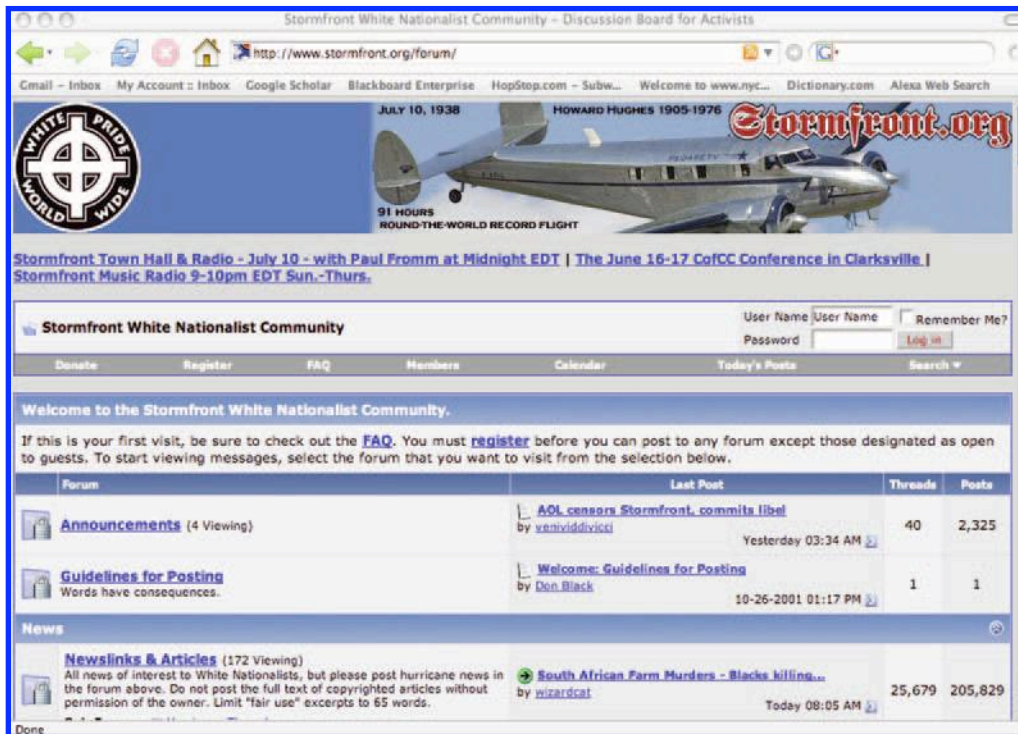 Stormfront White Nationalist Community – Discussion Board for Activists
http://www.stormfront.org/forum/
Gmail – Inbox My Account :: Inbox Google Scholar Blackboard Enterprise HopStop.com – Subw... Welcome to www.nyc... Dictionary.com Alexa Web Search
WHITE PRIDE WORLD WIDE
JULY 10, 1938 HOWARD HUGHES 1905-1976 Stormfront.org
91 HOURS
ROUND-THE-WORLD RECORD FLIGHT
Stormfront Town Hall & Radio - July 10 - with Paul Fromm at Midnight EDT | The June 16-17 CofCC Conference in Clarksville |
Stormfront Music Radio 9-10pm EDT Sun.-Thurs.
Stormfront White Nationalist Community
User Name User Name Remember Me?
Password Log in
Donate Register FAQ Members Calendar Today's Posts Search
Welcome to the Stormfront White Nationalist Community.
If this is your first visit, be sure to check out the FAQ. You must register before you can post to any forum except those designated as open
to guests. To start viewing messages, select the forum that you want to visit from the selection below.
Forum Last Post Threads Posts
Announcements (4 Viewing)
AOL censors Stormfront, commits libel
by venividdivicci
Yesterday 03:34 AM
40 2,325
Guidelines for Posting
Words have consequences.
Welcome: Guidelines for Posting
by Don Black
10-26-2001 01:17 PM
1 1
News
Newslinks & Articles (172 Viewing)
All news of interest to White Nationalists, but please post hurricane news in
the forum above. Do not post the full text of copyrighted articles without
permission of the owner. Limit "fair use" excerpts to 65 words.
South African Farm Murders - Blacks killing...
by wizardcat
Today 08:05 AM
25,679 205,829
Done